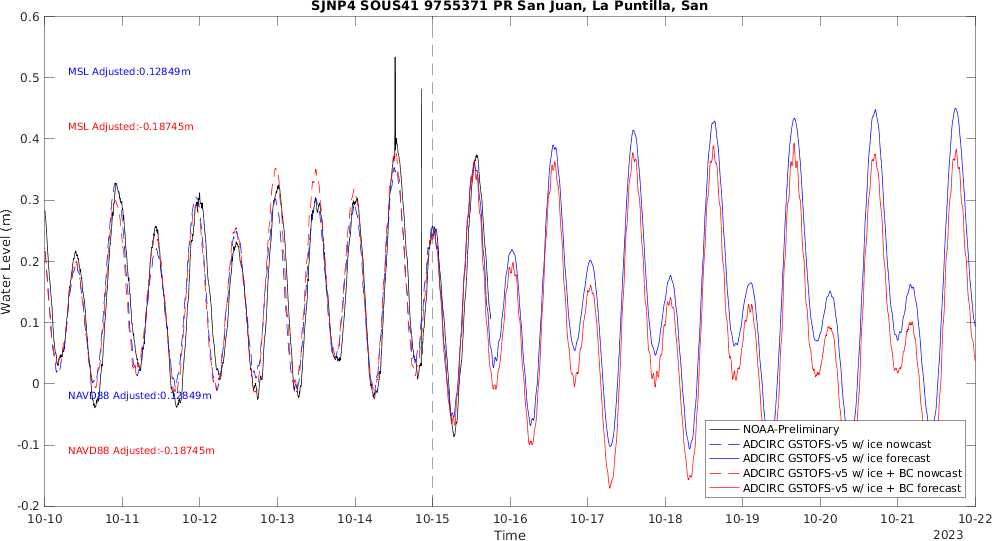 SJNP4 SOUS41 9755371 PR San Juan, La Puntilla, San
0.6
0.5
0.4
0.3
0.2
0.1
0
-0.1
-0.2
Water Level (m)
MSL Adjusted:0.12849m
MSL Adjusted:-0.18745m
NAVD88 Adjusted:0.12849m
NAVD88 Adjusted:-0.18745m
NOAA-Preliminary
ADCIRC GSTOFS-v5 w/ ice nowcast
ADCIRC GSTOFS-v5 w/ ice forecast
ADCIRC GSTOFS-v5 w/ ice + BC nowcast
ADCIRC GSTOFS-v5 w/ ice + BC forecast
10-10 10-11 10-12 10-13 10-14 10-15 10-16 10-17 10-18 10-19 10-20 10-21 10-22
Time
2023